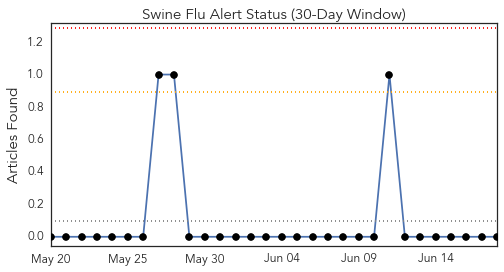 Swine Flu Alert Status (30-Day Window)
Articles Found
1.2
1.0
0.8
0.6
0.4
0.2
0.0
May 20 May 25 May 30 Jun 04 Jun 09 Jun 14